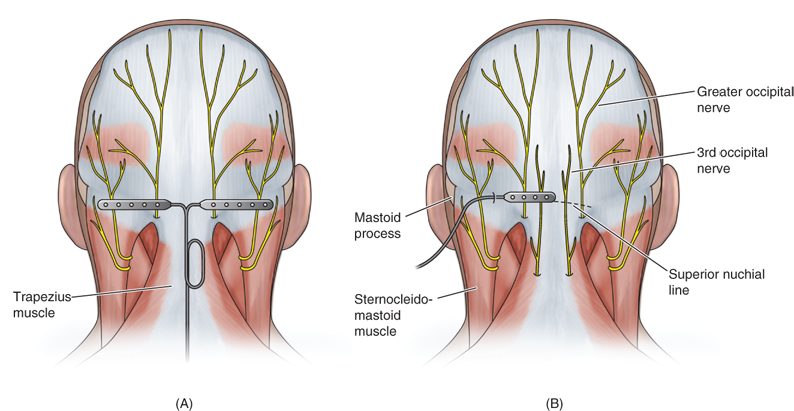 Trapezius
muscle
(A)
Greater occipital
nerve
3rd occipital
nerve
Mastoid
process
Superior nuchial
line
Sternocleido-
mastoid
muscle
(B)